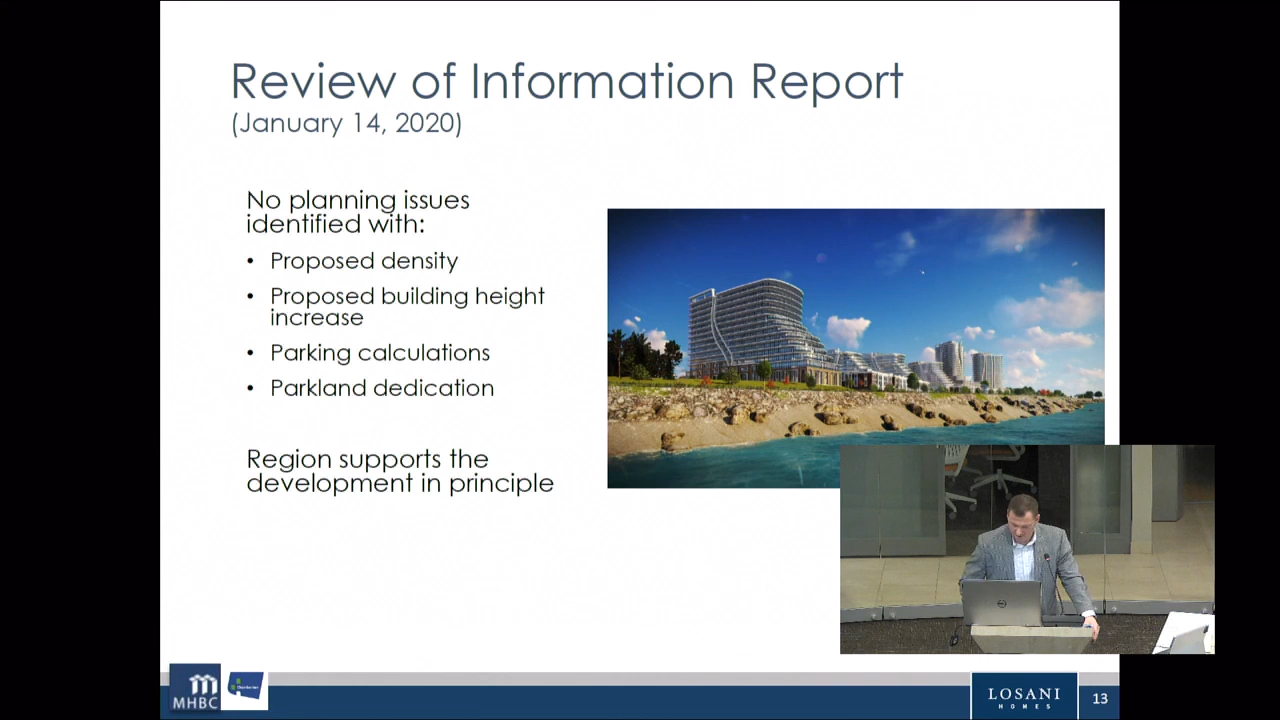 Review of Information Report
(January 14, 2020)
No planning issues
identified with:
• Proposed density
• Proposed building height
increase
• Parking calculations
• Parkland dedication
Region supports the
development in principle
MHBC
LOSANI
HOMES
13